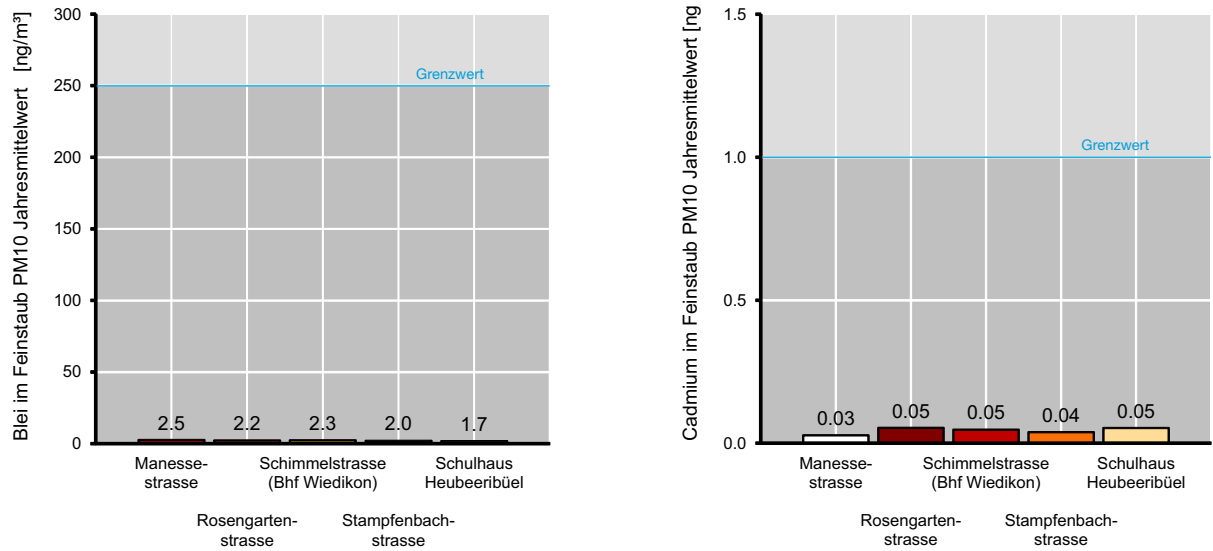 Blei im Feinstaub PM10 Jahresmittelwert [ng/m³]
300
250
200
150
100
50
0
Grenzwert
2.5
2.2
2.3
2.0
1.7
Manesse-
strasse
Rosengarten-
strasse
Schimmelstrasse
(Bhf Wiedikon)
Stampfenbach-
strasse
Schulhaus
Heubeeribüel
Cadmium im Feinstaub PM10 Jahresmittelwert [ng
1.5
1.0
0.5
0.0
Grenzwert
0.03
0.05
0.05
0.04
0.05
Manesse-
strasse
Rosengarten-
strasse
Schimmelstrasse
(Bhf Wiedikon)
Stampfenbach-
strasse
Schulhaus
Heubeeribüel